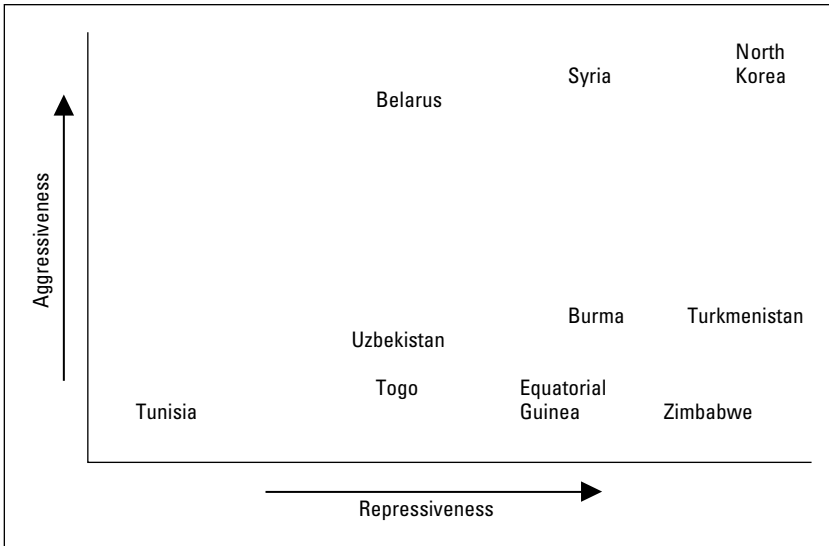 North
Korea
Syria
Belarus
Aggressiveness
Burma
Turkmenistan
Uzbekistan
Togo
Equatorial
Guinea
Tunisia
Zimbabwe
Repressiveness